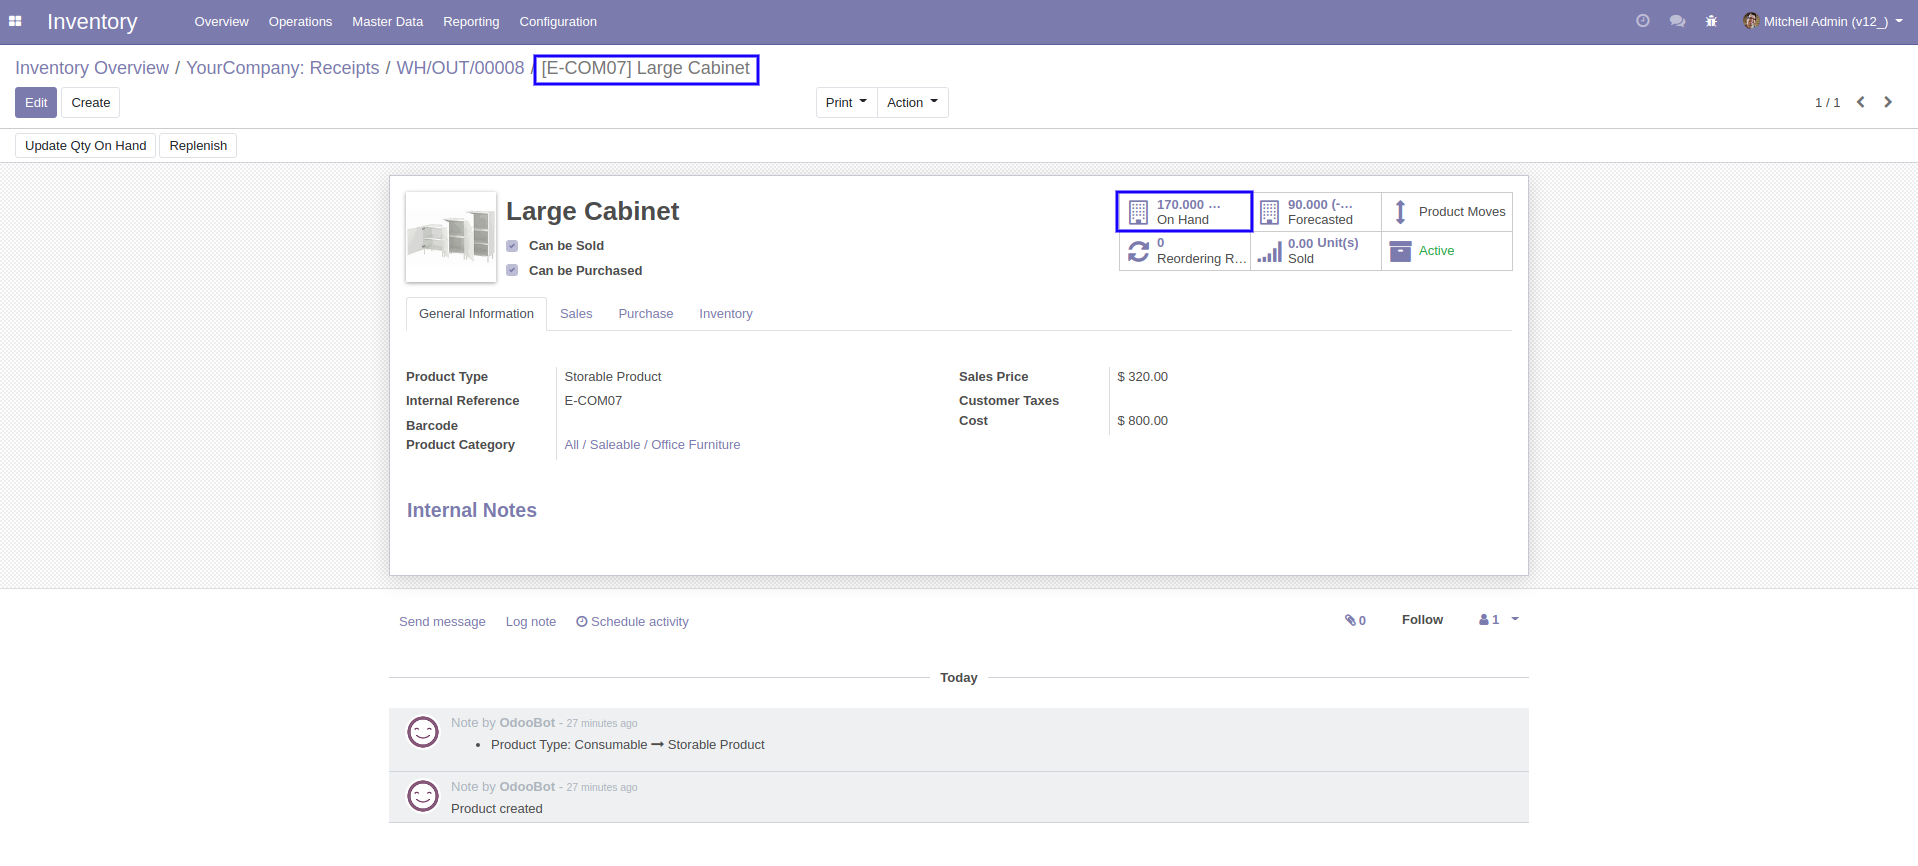 Inventory Overview Operations Master Data Reporting Configuration Mitchell Admin (v12_)
Inventory Overview / YourCompany: Receipts / WH/OUT/00008 / [E-COM07] Large Cabinet
Edit Create Print Action 1 / 1
Update Qty On Hand Replenish
Large Cabinet
Can be Sold
Can be Purchased
170.000 ...
On Hand
90.000 (-...
Forecasted
Product Moves
0
Reordering R...
0.00 Unit(s)
Sold
Active
General Information Sales Purchase Inventory
Product Type Storable Product
Internal Reference E-COM07
Barcode
Product Category All / Saleable / Office Furniture
Sales Price $ 320.00
Customer Taxes
Cost $ 800.00
Internal Notes
Send message Log note Schedule activity 0 Follow 1
Today
Note by OdooBot - 27 minutes ago
• Product Type: Consumable → Storable Product
Note by OdooBot - 27 minutes ago
Product created